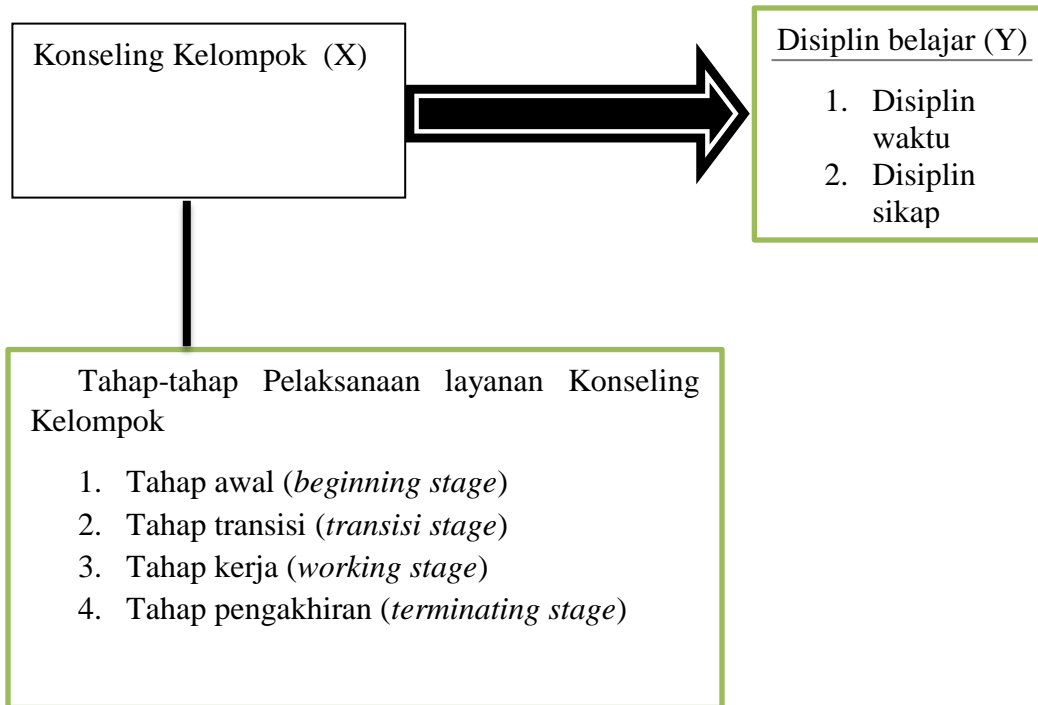 Konseling Kelompok (X)
Disiplin belajar (Y)
1. Disiplin
waktu
2. Disiplin
sikap
Tahap-tahap Pelaksanaan layanan Konseling
Kelompok
1. Tahap awal (beginning stage)
2. Tahap transisi (transisi stage)
3. Tahap kerja (working stage)
4. Tahap pengakhiran (terminating stage)